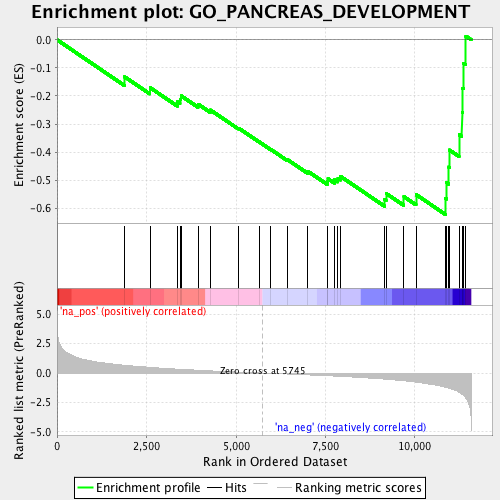 Enrichment plot: GO_PANCREAS_DEVELOPMENT
Enrichment score (ES)
0.0
-0.1
-0.2
-0.3
-0.4
-0.5
-0.6
'na_pos' (positively correlated)
Ranked list metric (PreRanked)
5.0
2.5
0.0
-2.5
-5.0
Zero cross at 5745
'na_neg' (negatively correlated)
0
2,500
5,000
7,500
10,000
Rank in Ordered Dataset
Enrichment profile
Hits
Ranking metric scores